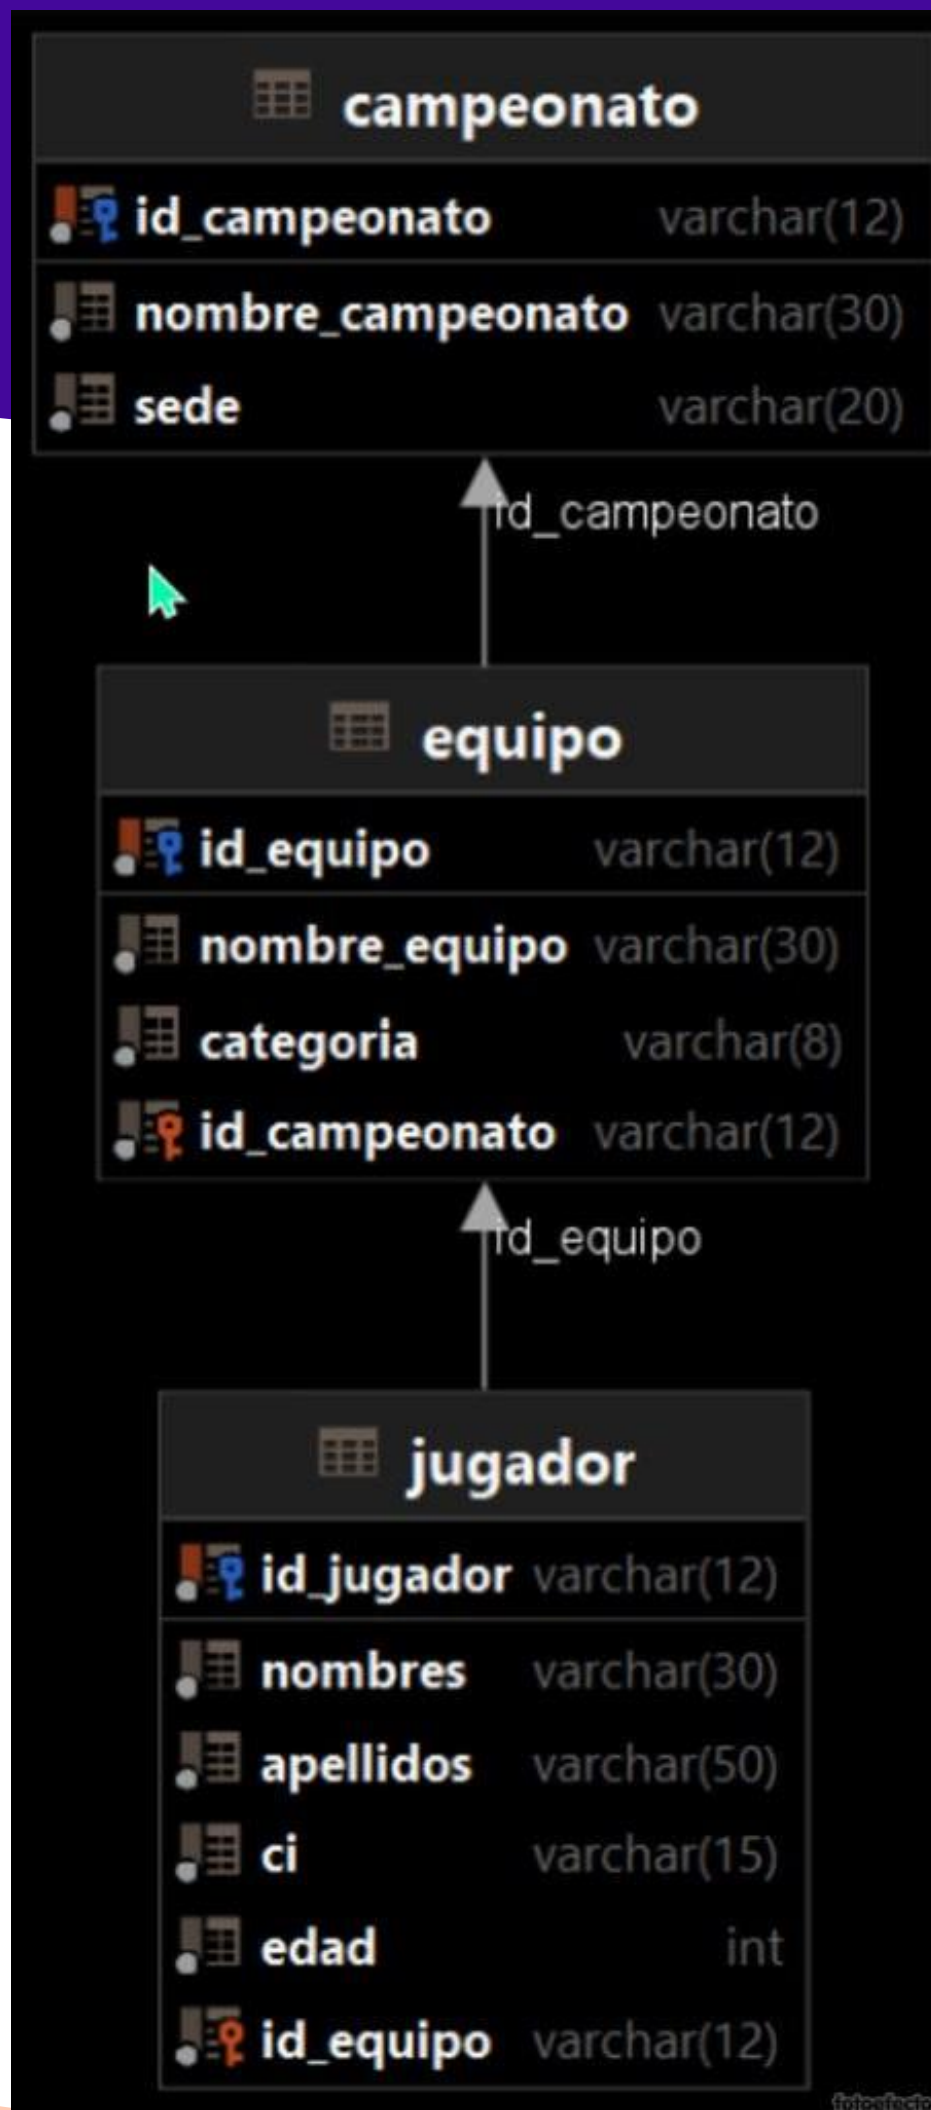 campeonato
id_campeonato varchar(12)
nombre_campeonato varchar(30)
sede varchar(20)
id_campeonato
equipo
id_equipo varchar(12)
nombre_equipo varchar(30)
categoria varchar(8)
id_campeonato varchar(12)
id_equipo
jugador
id_jugador varchar(12)
nombres varchar(30)
apellidos varchar(50)
ci varchar(15)
edad int
id_equipo varchar(12)